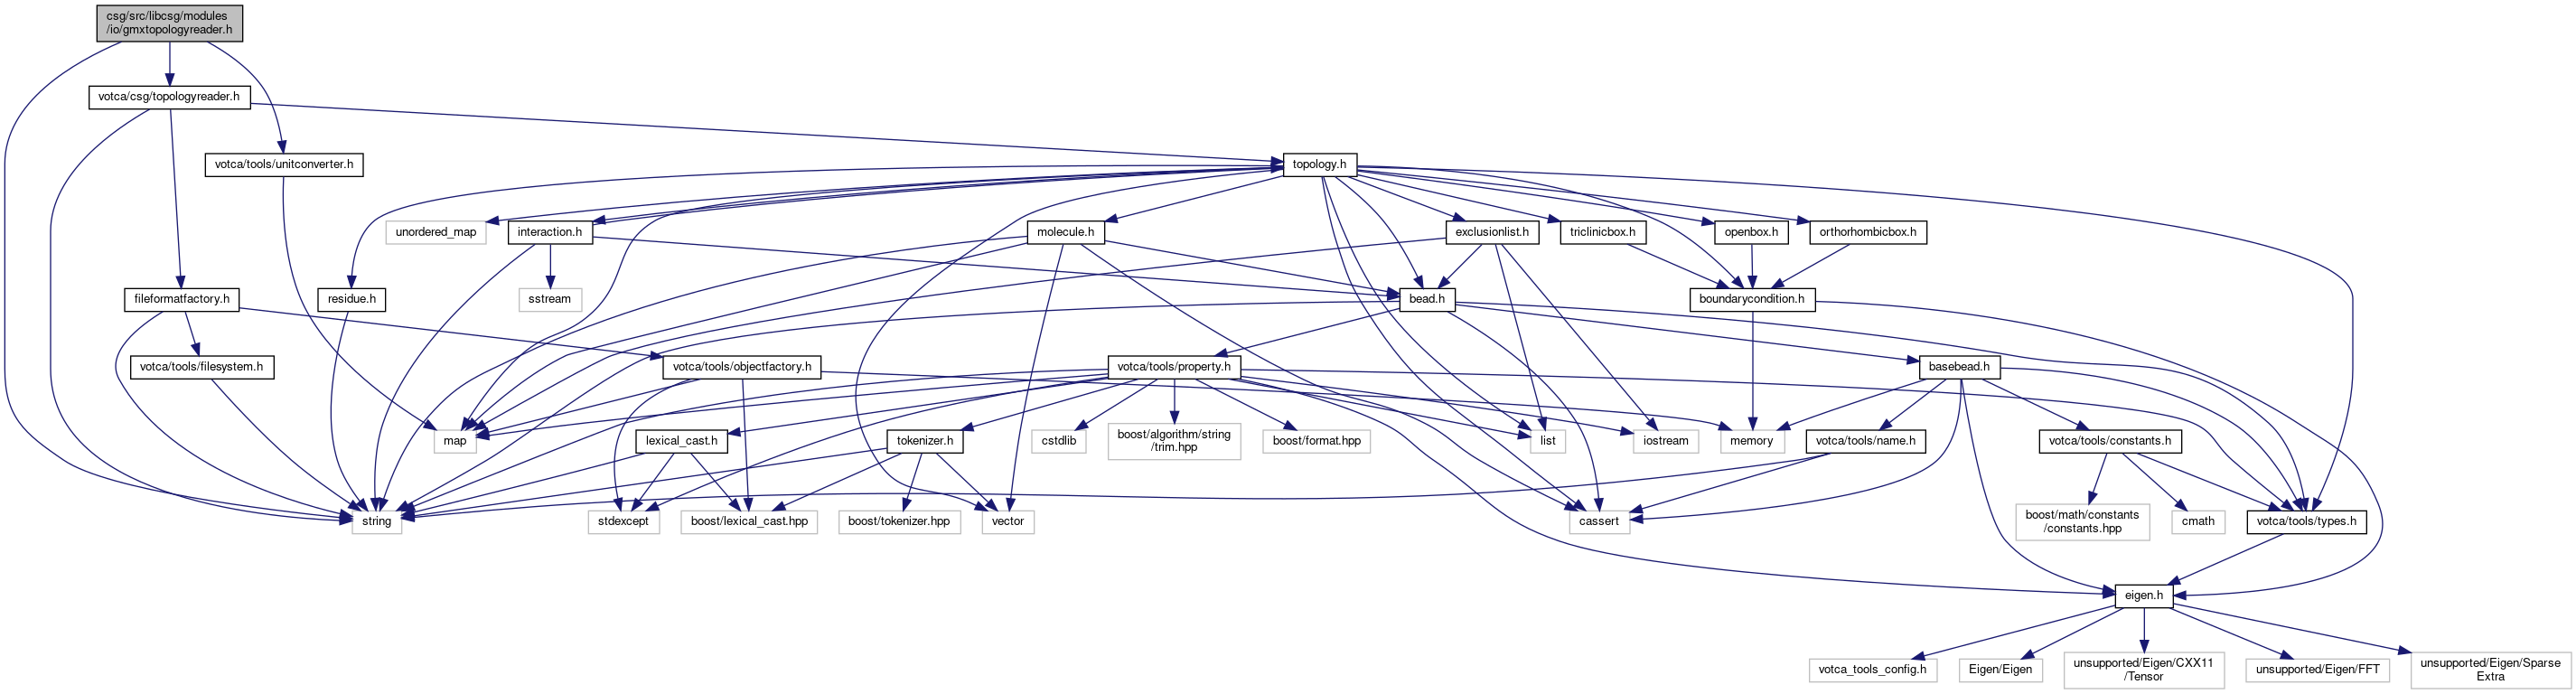 csg/src/libcsg/modules
/io/gmxtopologyreader.h
votca/csg/topologyreader.h
votca/tools/unitconverter.h
topology.h
unordered_map
interaction.h
molecule.h
exclusionlist.h
triclinicbox.h
openbox.h
orthorhombicbox.h
fileformatfactory.h
residue.h
sstream
bead.h
boundarycondition.h
votca/tools/filesystem.h
votca/tools/objectfactory.h
votca/tools/property.h
basebead.h
map
lexical_cast.h
tokenizer.h
cstdlib
boost/algorithm/string
/trim.hpp
boost/format.hpp
list
iostream
memory
votca/tools/name.h
votca/tools/constants.h
string
stdexcept
boost/lexical_cast.hpp
boost/tokenizer.hpp
vector
cassert
boost/math/constants
/constants.hpp
cmath
votca/tools/types.h
eigen.h
votca_tools_config.h
Eigen/Eigen
unsupported/Eigen/CXX11
/Tensor
unsupported/Eigen/FFT
unsupported/Eigen/Sparse
Extra